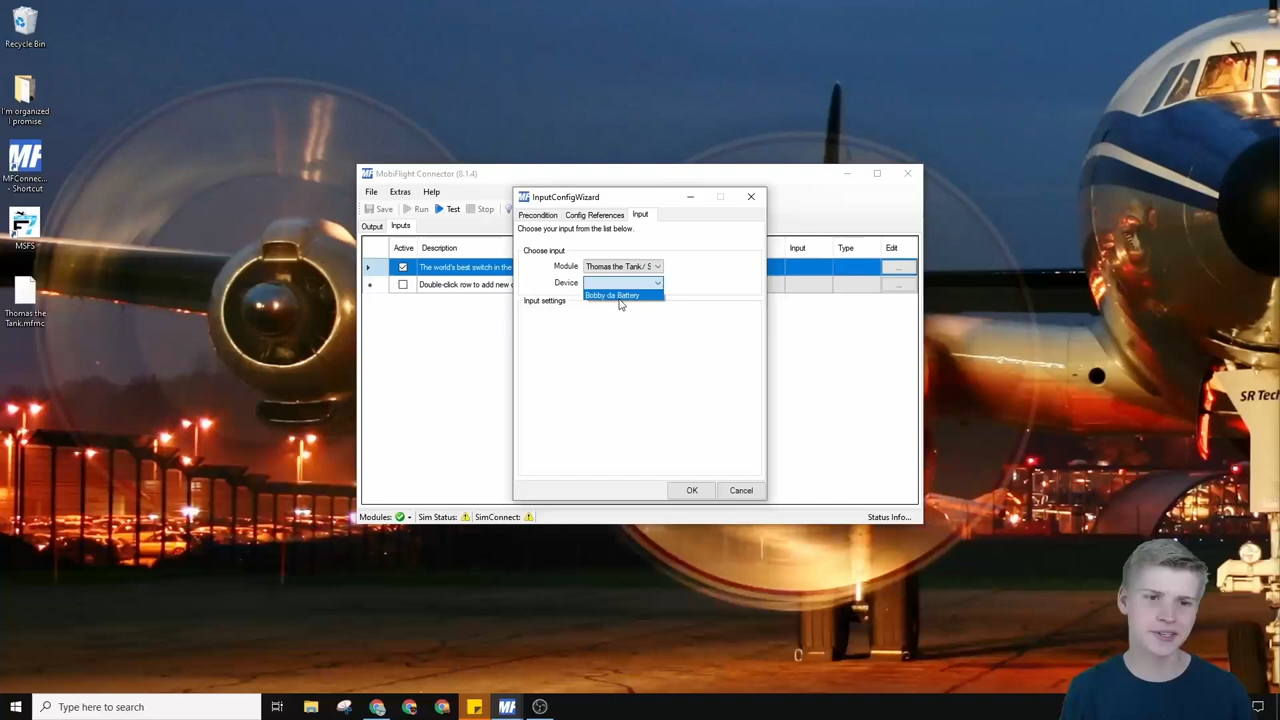 Recycle Bin
I'm organized
I promise
MFConnec...
- Shortcut
MSFS
Thomas the
Tank.mfmc
SR Tech
MobiFlight Connector (8.1.4)
File Extras Help
Save Run Test Stop
Output Inputs
Active Description Input Type Edit
The world's best switch in the ...
Double-click row to add new c ...
Modules: Sim Status: SimConnect: Status Info...
InputConfigWizard
Precondition Config References Input
Choose your input from the list below.
Choose input
Module Thomas the Tank/ S
Device
Bobby da Battery
Input settings
OK Cancel
Type here to search